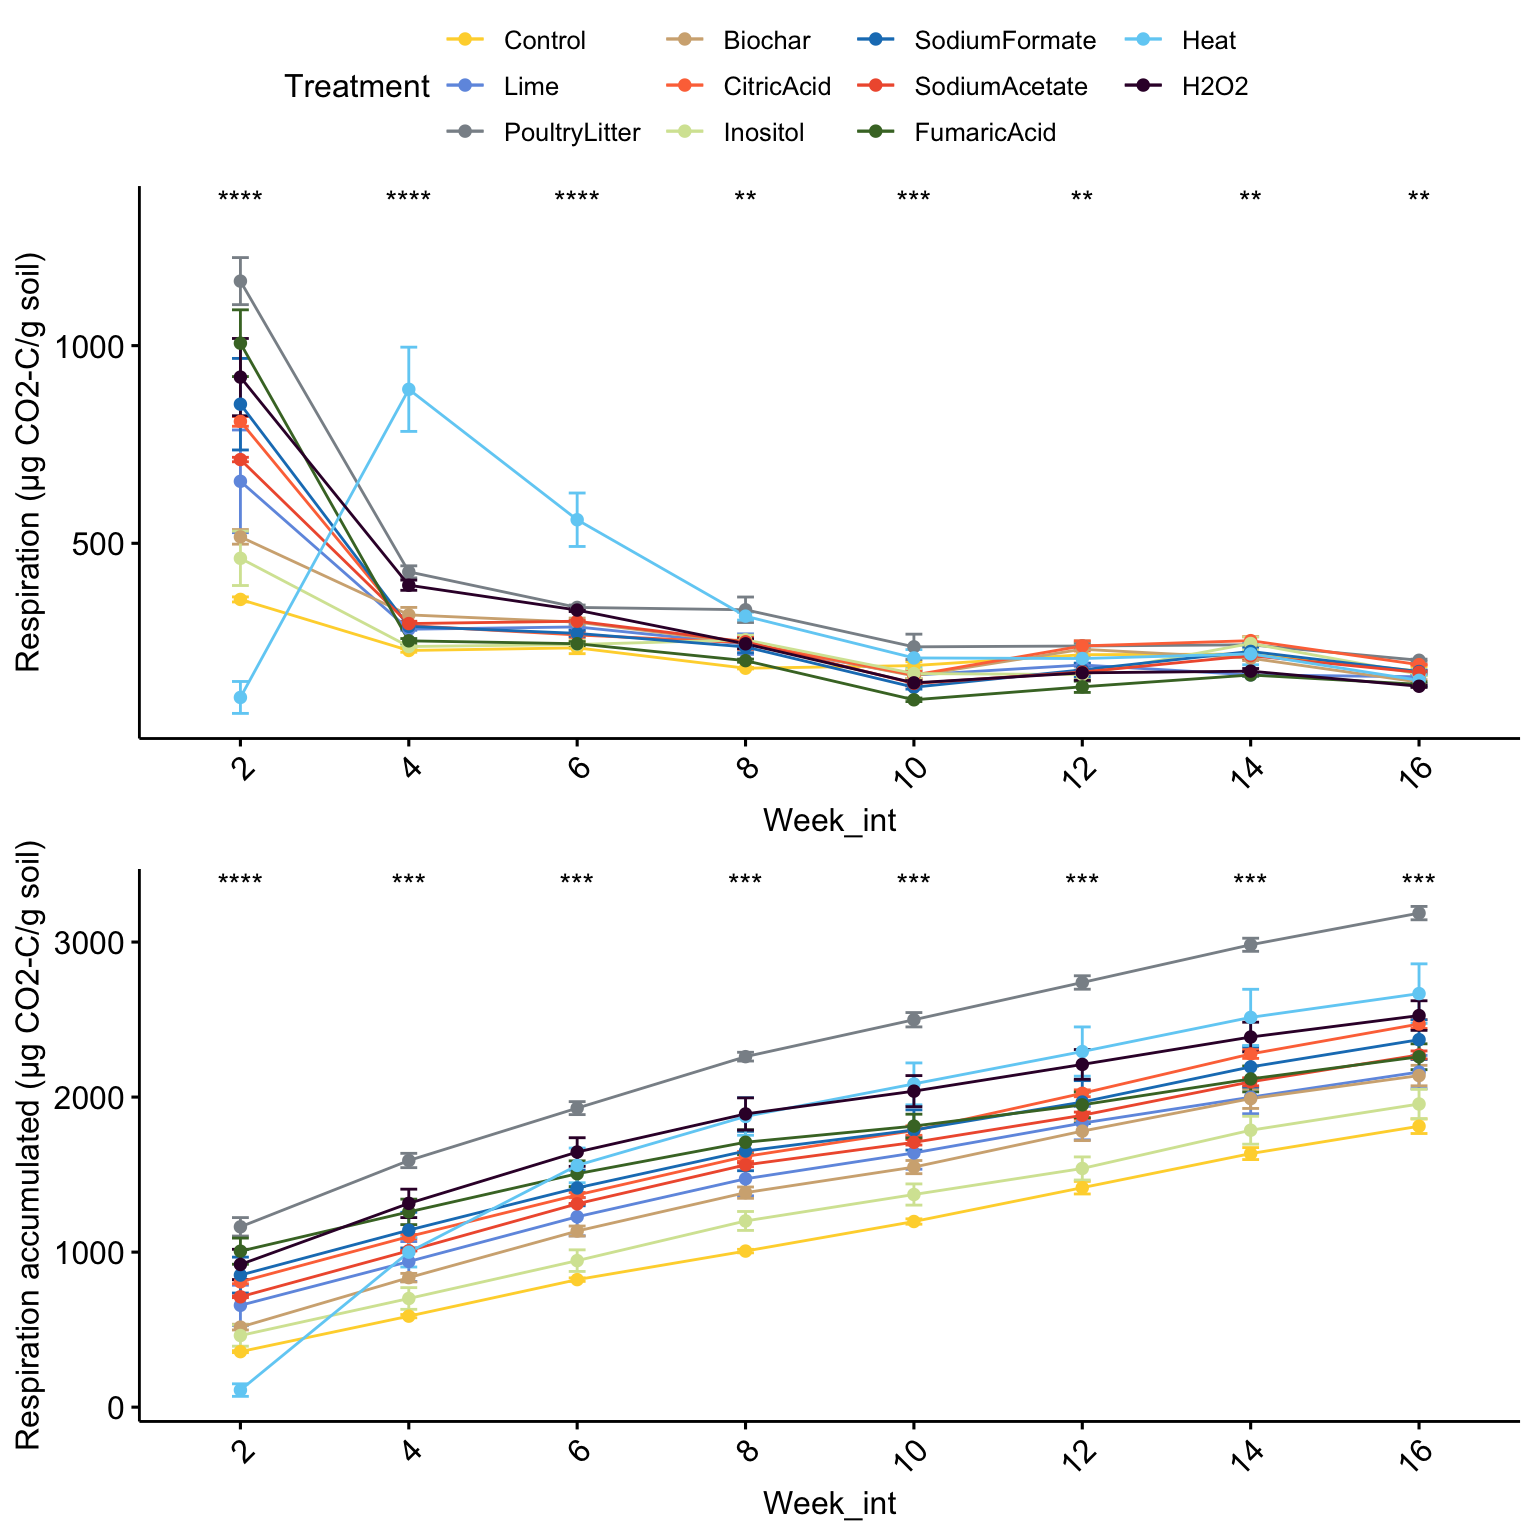 Treatment
Control
Biochar
SodiumFormate
Heat
Lime
CitricAcid
SodiumAcetate
H2O2
PoultryLitter
Inositol
FumaricAcid
**** **** **** ** *** ** ** **
Respiration (µg CO2-C/g soil)
1000
500
2 4 6 8 10 12 14 16
Week_int
**** *** *** *** *** *** *** ***
Respiration accumulated (µg CO2-C/g soil)
3000
2000
1000
0
2 4 6 8 10 12 14 16
Week_int